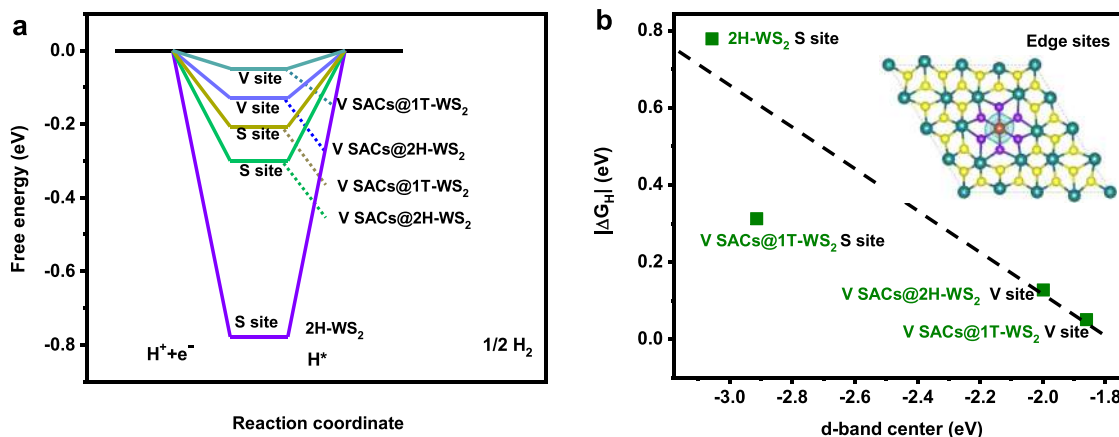 a
Free energy (eV)
0.0
-0.2
-0.4
-0.6
-0.8
V site
V site
S site
S site
S site
V SACs@1T-WS₂
V SACs@2H-WS₂
V SACs@1T-WS₂
V SACs@2H-WS₂
2H-WS₂
H⁺+e⁻
H*
1/2 H₂
Reaction coordinate
b
|ΔG_H| (eV)
0.8
0.6
0.4
0.2
0.0
2H-WS₂ S site
Edge sites
V SACs@1T-WS₂ S site
V SACs@2H-WS₂ V site
V SACs@1T-WS₂ V site
-3.0
-2.8
-2.6
-2.4
-2.2
-2.0
-1.8
d-band center (eV)